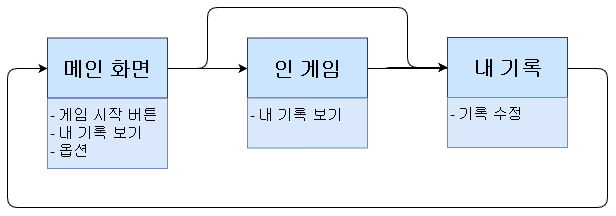 메인 화면
- 게임 시작 버튼
- 내 기록 보기
- 옵션
인 게임
- 내 기록 보기
내 기록
- 기록 수정